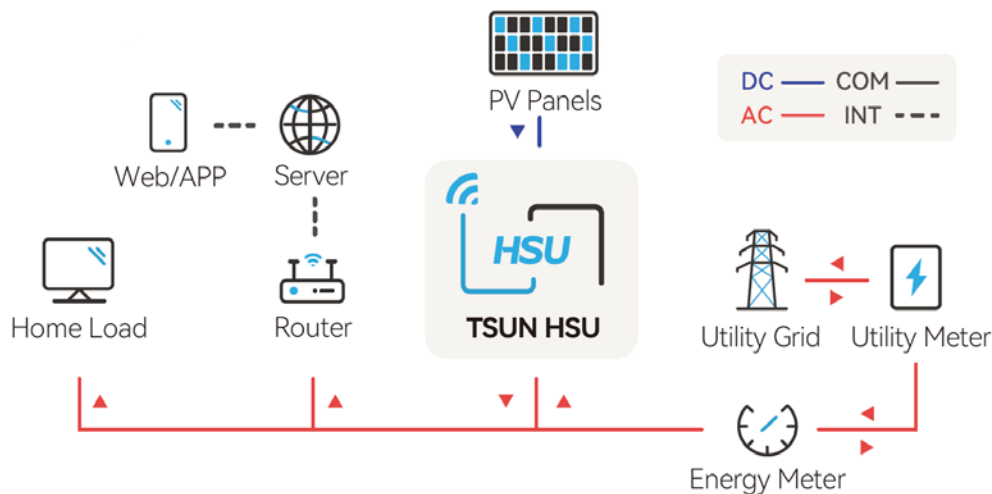 PV Panels
DC COM
AC INT
Web/APP Server
HSU
Home Load Router TSUN HSU Utility Grid Utility Meter
Energy Meter